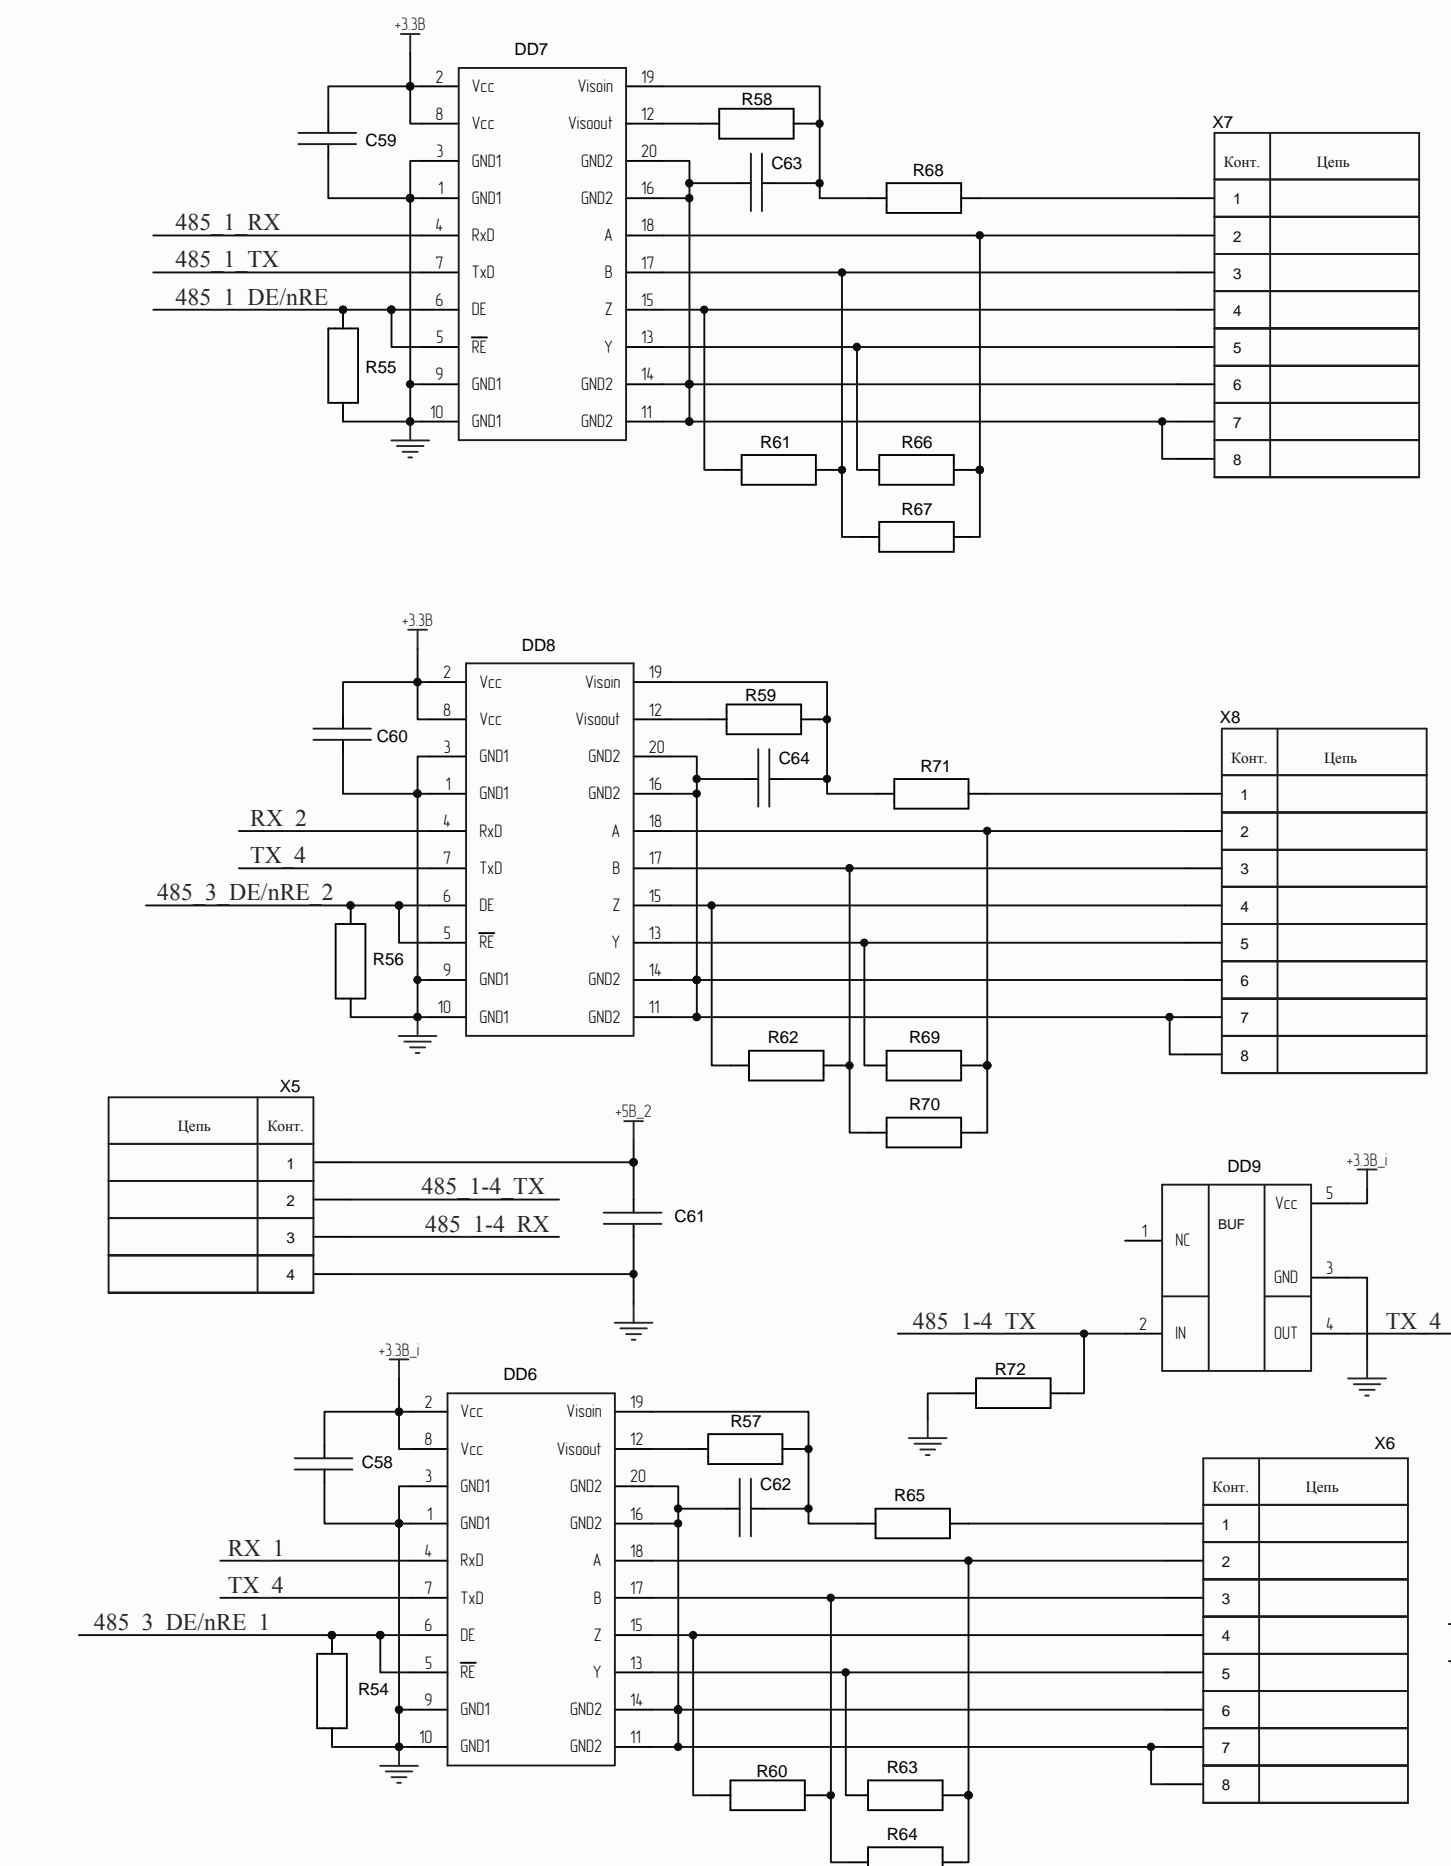 +3.3В
DD7
2 Vcc Visoin 19
8 Vcc Visoout 12
R58
C59
3 GND1 GND2 20
C63
1 GND1 GND2 16
R68
X7
Конт. Цепь
1
485_1_RX 4 RxD A 18
2
485_1_TX 7 TxD B 17
3
485_1_DE/nRE 6 DE Z 15
4
5 RE Y 13
5
R55
9 GND1 GND2 14
6
10 GND1 GND2 11
7
8
R61
R66
R67
+3.3В
DD8
2 Vcc Visoin 19
8 Vcc Visoout 12
R59
C60
3 GND1 GND2 20
C64
1 GND1 GND2 16
R71
X8
Конт. Цепь
1
RX_2 4 RxD A 18
2
TX_4 7 TxD B 17
3
485_3_DE/nRE_2 6 DE Z 15
4
5 RE Y 13
5
R56
9 GND1 GND2 14
6
10 GND1 GND2 11
7
8
R62
R69
R70
X5
Цепь Конт.
1
2 485_1-4_TX
3 485_1-4_RX
4
+5В_2
C61
DD9
+3.3В_i
BUF
Vcc 5
1 NC
GND 3
485_1-4_TX 2 IN OUT 4 TX_4
R72
+3.3В_i
DD6
2 Vcc Visoin 19
8 Vcc Visoout 12
R57
C58
3 GND1 GND2 20
C62
1 GND1 GND2 16
R65
X6
Конт. Цепь
1
RX_1 4 RxD A 18
2
TX_4 7 TxD B 17
3
485_3_DE/nRE_1 6 DE Z 15
4
5 RE Y 13
5
R54
9 GND1 GND2 14
6
10 GND1 GND2 11
7
8
R60
R63
R64